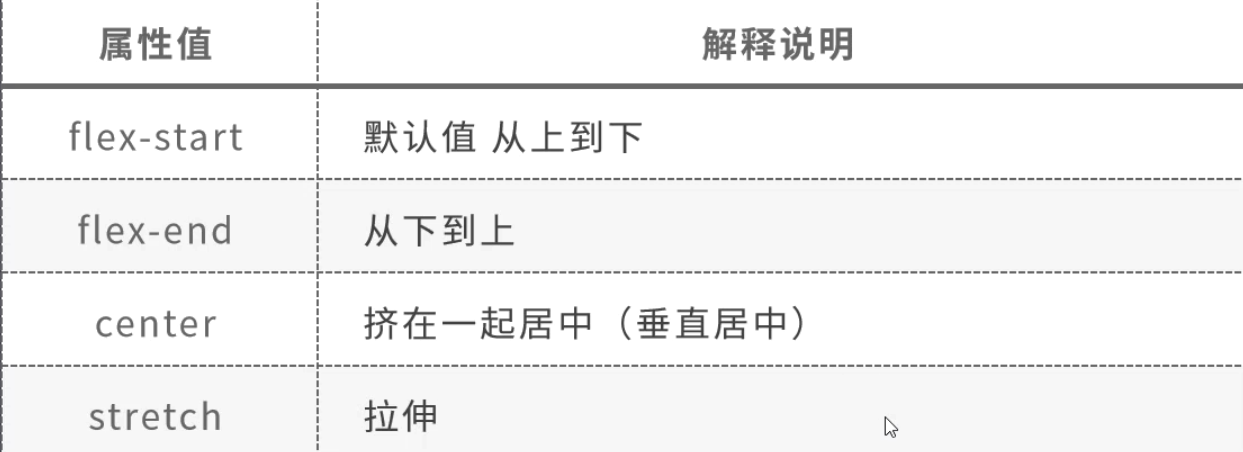 属性值 解释说明
flex-start 默认值 从上到下
flex-end 从下到上
center 挤在一起居中（垂直居中）
stretch 拉伸